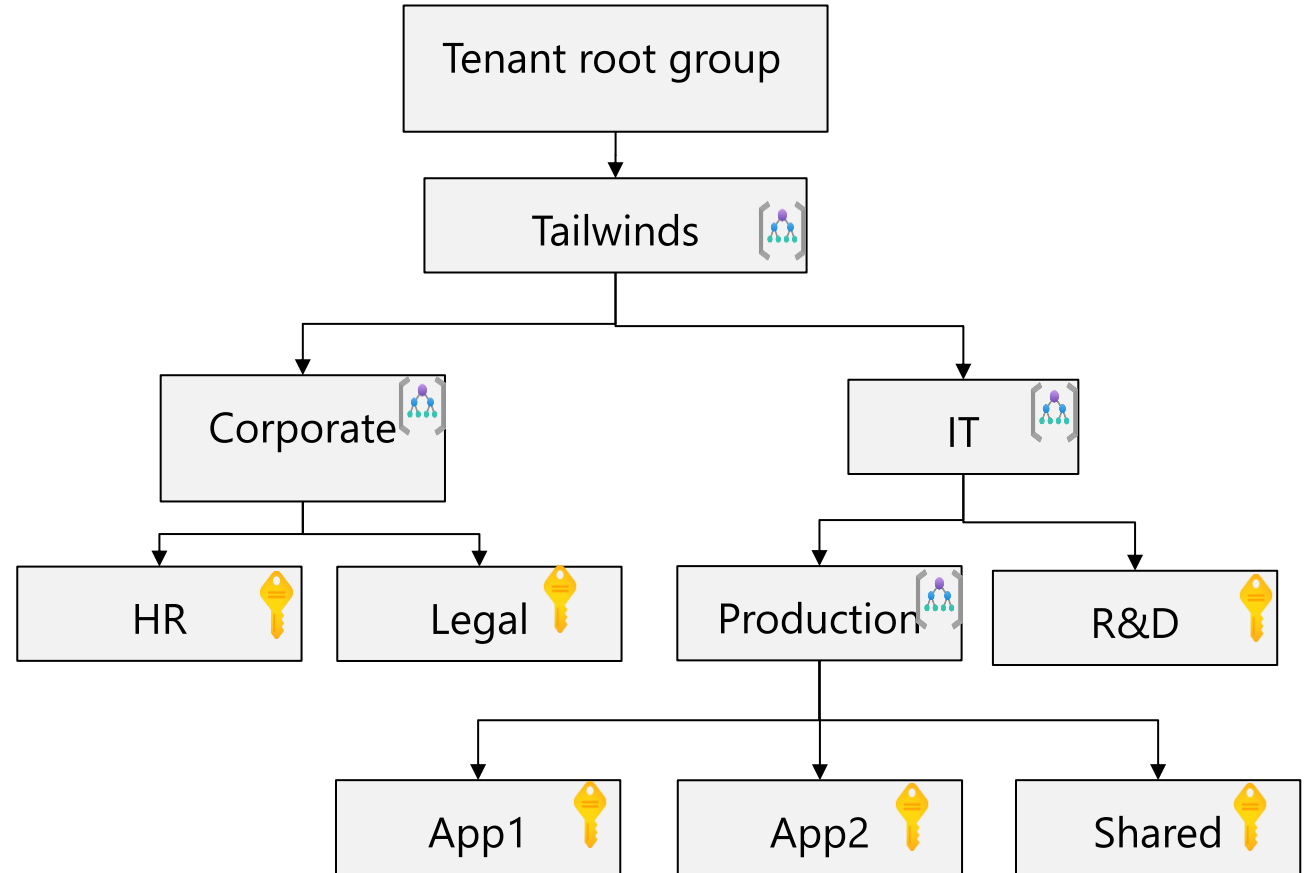 Tenant root group
Tailwinds
Corporate
IT
HR
Legal
Production
R&D
App1
App2
Shared